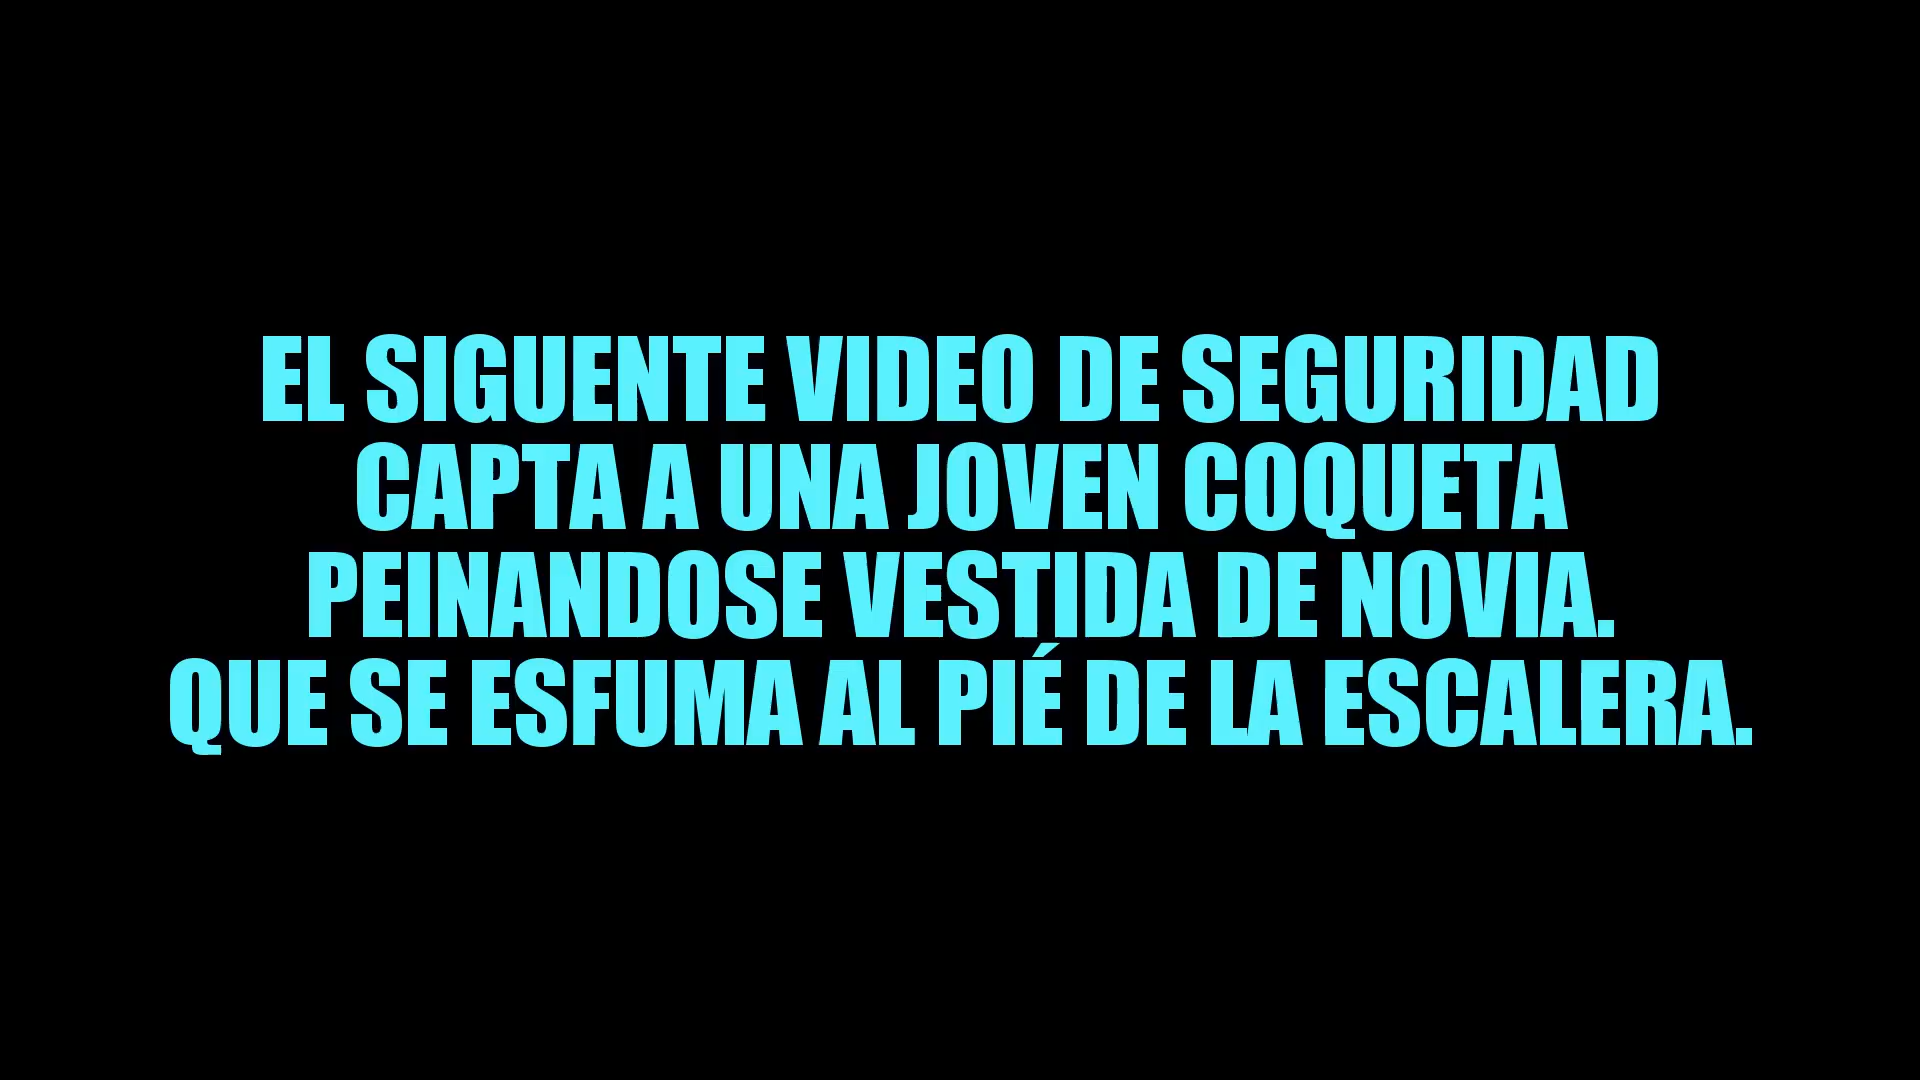 EL SIGUENTE VIDEO DE SEGURIDAD
CAPTA A UNA JOVEN COQUETA
PEINANDOSE VESTIDA DE NOVIA.
QUE SE ESFUMA AL PIÉ DE LA ESCALERA.